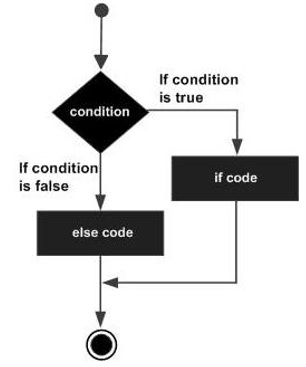 If condition
is true
condition
If condition
is false
if code
else code